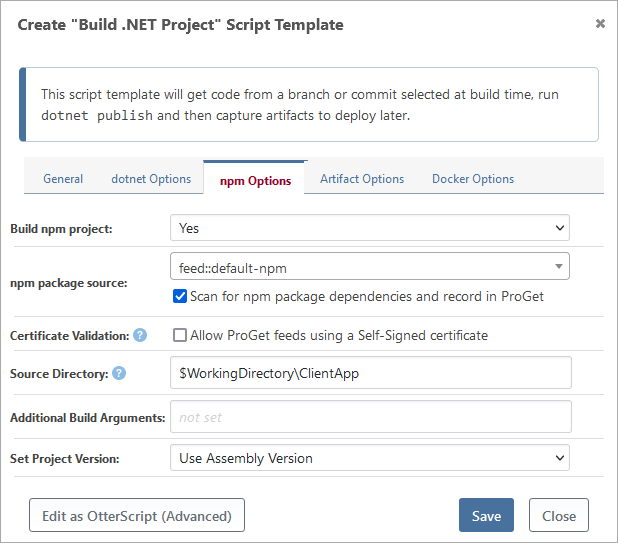 Create "Build .NET Project" Script Template
This script template will get code from a branch or commit selected at build time, run
dotnet publish and then capture artifacts to deploy later.
General dotnet Options npm Options Artifact Options Docker Options
Build npm project: Yes
npm package source: feed::default-npm
Scan for npm package dependencies and record in ProGet
Certificate Validation: ? Allow ProGet feeds using a Self-Signed certificate
Source Directory: ? $WorkingDirectory\ClientApp
Additional Build Arguments: not set
Set Project Version: Use Assembly Version
Edit as OtterScript (Advanced) Save Close